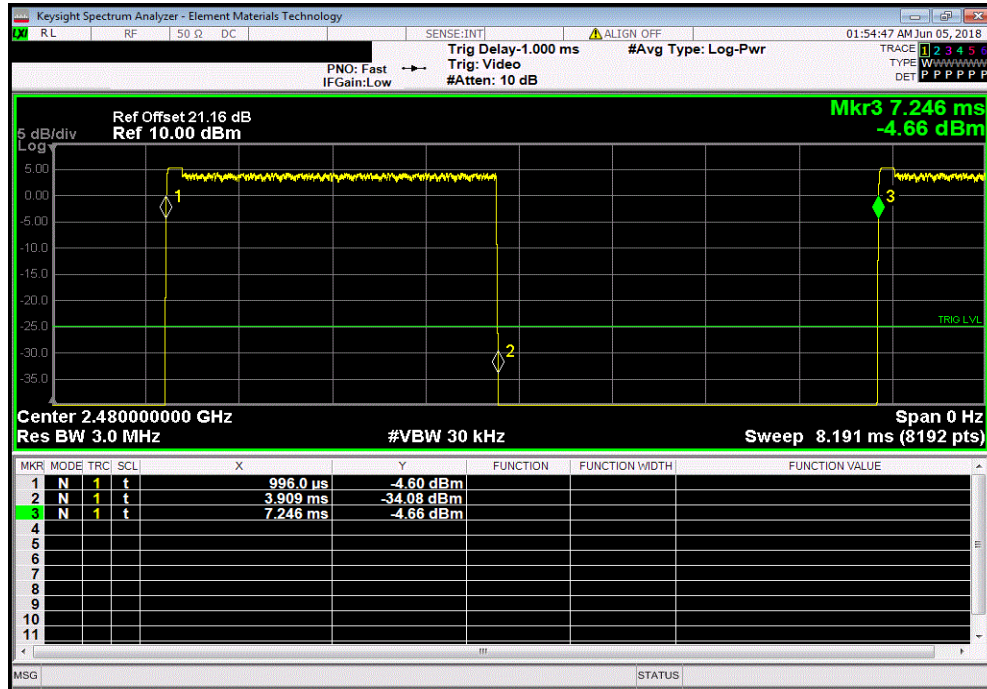 Keysight Spectrum Analyzer - Element Materials Technology
LXI RL RF 50 Ω DC SENSE:INT ALIGN OFF 01:54:47 AM Jun 05, 2018
Trig Delay-1.000 ms #Avg Type: Log-Pwr TRACE 1 2 3 4 5 6
PNO: Fast Trig: Video TYPE WWWWWW
IFGain:Low #Atten: 10 dB DET P P P P P P
Mkr3 7.246 ms
-4.66 dBm
Ref Offset 21.16 dB
5 dB/div Ref 10.00 dBm
Log
5.00
0.00
-5.00
-10.0
-15.0
-20.0
-25.0
-30.0
-35.0
1
2
3
TRIG LVL
Center 2.480000000 GHz Span 0 Hz
Res BW 3.0 MHz #VBW 30 kHz Sweep 8.191 ms (8192 pts)
MKR MODE TRC SCL X Y FUNCTION FUNCTION WIDTH FUNCTION VALUE
1 N 1 t 996.0 µs -4.60 dBm
2 N 1 t 3.909 ms -34.08 dBm
3 N 1 t 7.246 ms -4.66 dBm
4
5
6
7
8
9
10
11
MSG STATUS